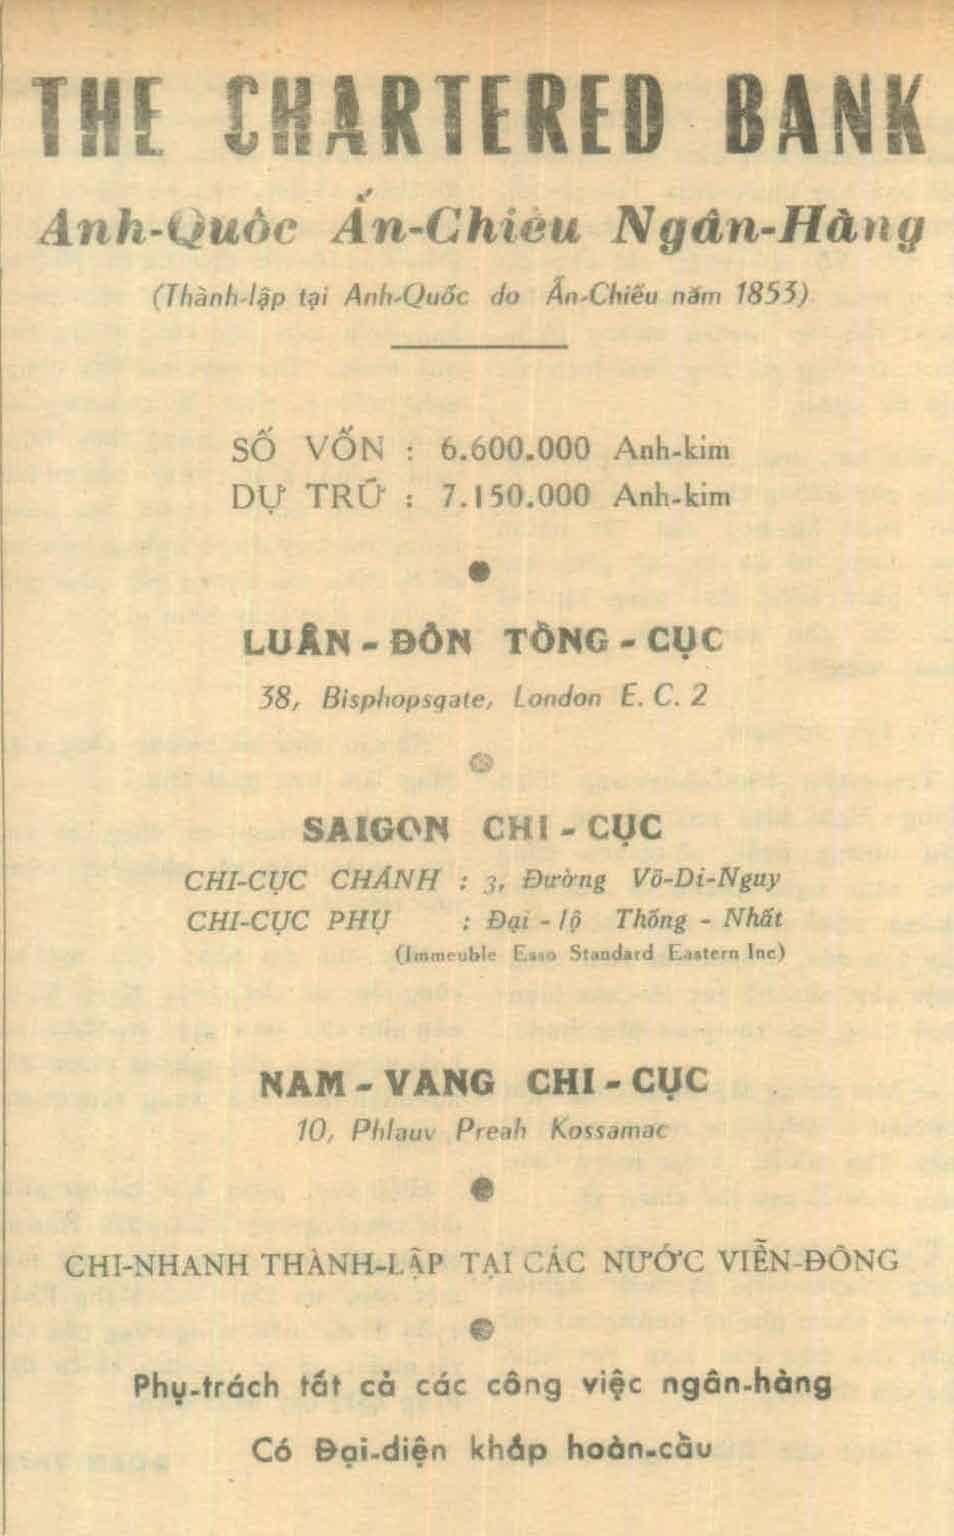 THE CHARTERED BANK
Anh-Quốc Ấn-Chiếu Ngân-Hàng
(Thành-lập tại Anh-Quốc do Ấn-Chiếu năm 1853)
SỐ VỐN : 6.600.000 Anh-kim
DỰ TRỮ : 7.150.000 Anh-kim
LUÂN - ĐÔN TỔNG - CỤC
38, Bisphopsgate, London E. C. 2
SAIGON CHI - CỤC
CHI-CỤC CHÁNH : 3, Đường Võ-Di-Nguy
CHI-CỤC PHỤ : Đại - lộ Thống - Nhất
(Immeuble Esso Standard Eastern Inc)
NAM - VANG CHI - CỤC
10, Phlauv Preah Kossamac
CHI-NHANH THÀNH-LẬP TẠI CÁC NƯỚC VIỄN-ĐÔNG
Phụ-trách tất cả các công việc ngân-hàng
Có Đại-diện khắp hoàn-cầu